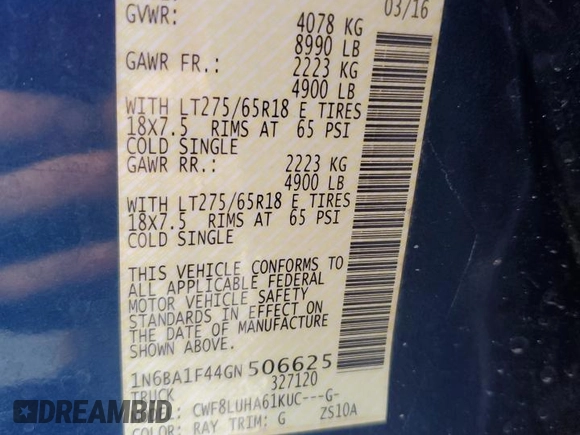 03/16
GVWR: 4078 KG
8990 LB
GAWR FR.: 2223 KG
4900 LB
WITH LT275/65R18 E TIRES
18X7.5 RIMS AT 65 PSI
COLD SINGLE
GAWR RR.: 2223 KG
4900 LB
WITH LT275/65R18 E TIRES
18X7.5 RIMS AT 65 PSI
COLD SINGLE
THIS VEHICLE CONFORMS TO
ALL APPLICABLE FEDERAL
MOTOR VEHICLE SAFETY
STANDARDS IN EFFECT ON
THE DATE OF MANUFACTURE
SHOWN ABOVE.
1N6BA1F44GN506625
TRUCK 327120
MODEL: CWF8LUHA61KUC---G-
COLOR: RAY TRIM: G ZS10A
PLUMBID